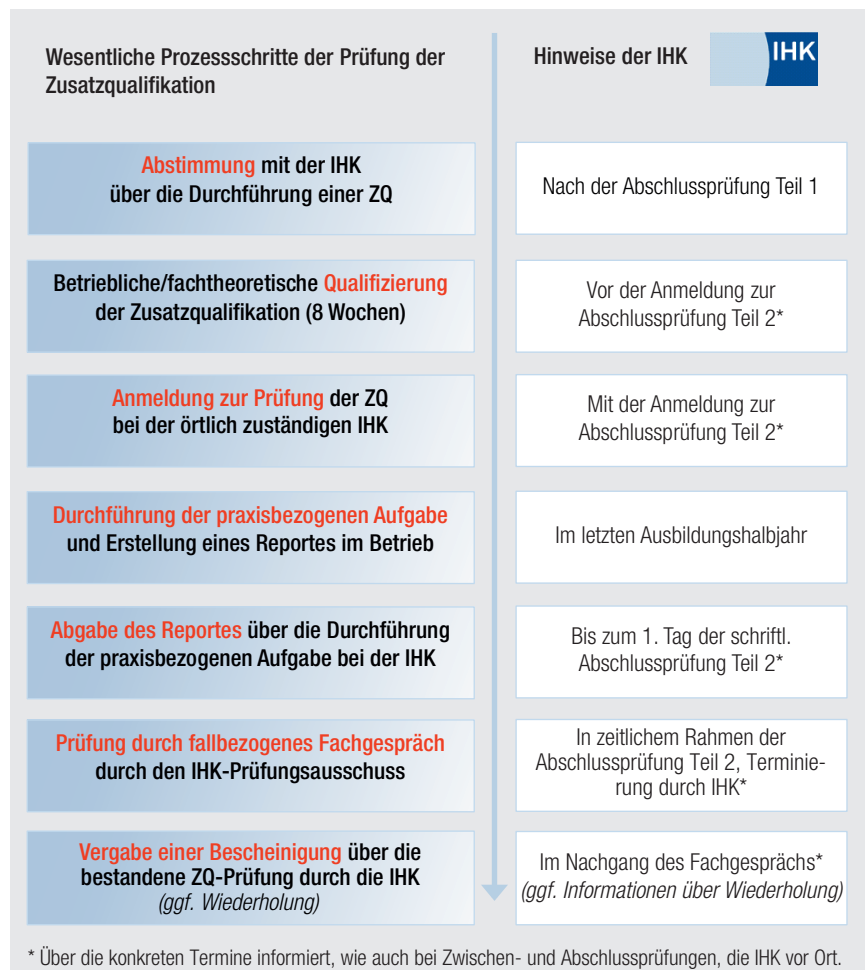 Wesentliche Prozessschritte der Prüfung der
Zusatzqualifikation
Hinweise der IHK
IHK
Abstimmung mit der IHK
über die Durchführung einer ZQ
Nach der Abschlussprüfung Teil 1
Betriebliche/fachtheoretische Qualifizierung
der Zusatzqualifikation (8 Wochen)
Vor der Anmeldung zur
Abschlussprüfung Teil 2*
Anmeldung zur Prüfung der ZQ
bei der örtlich zuständigen IHK
Mit der Anmeldung zur
Abschlussprüfung Teil 2*
Durchführung der praxisbezogenen Aufgabe
und Erstellung eines Reportes im Betrieb
Im letzten Ausbildungshalbjahr
Abgabe des Reportes über die Durchführung
der praxisbezogenen Aufgabe bei der IHK
Bis zum 1. Tag der schriftl.
Abschlussprüfung Teil 2*
Prüfung durch fallbezogenes Fachgespräch
durch den IHK-Prüfungsausschuss
In zeitlichem Rahmen der
Abschlussprüfung Teil 2, Terminie-
rung durch IHK*
Vergabe einer Bescheinigung über die
bestandene ZQ-Prüfung durch die IHK
(ggf. Wiederholung)
Im Nachgang des Fachgesprächs*
(ggf. Informationen über Wiederholung)
* Über die konkreten Termine informiert, wie auch bei Zwischen- und Abschlussprüfungen, die IHK vor Ort.